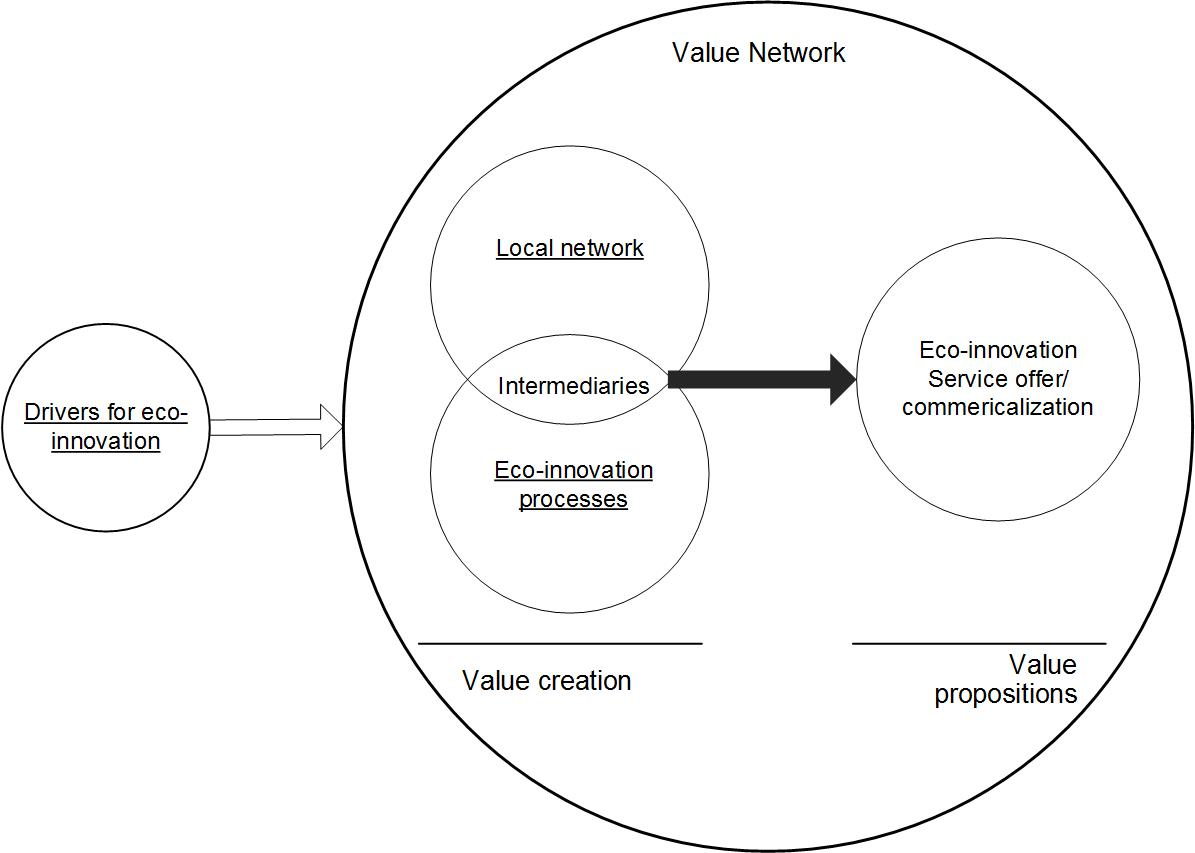 Value Network
Local network
Intermediaries
Eco-innovation
processes
Drivers for eco-
innovation
Eco-innovation
Service offer/
commericalization
Value creation
Value
propositions